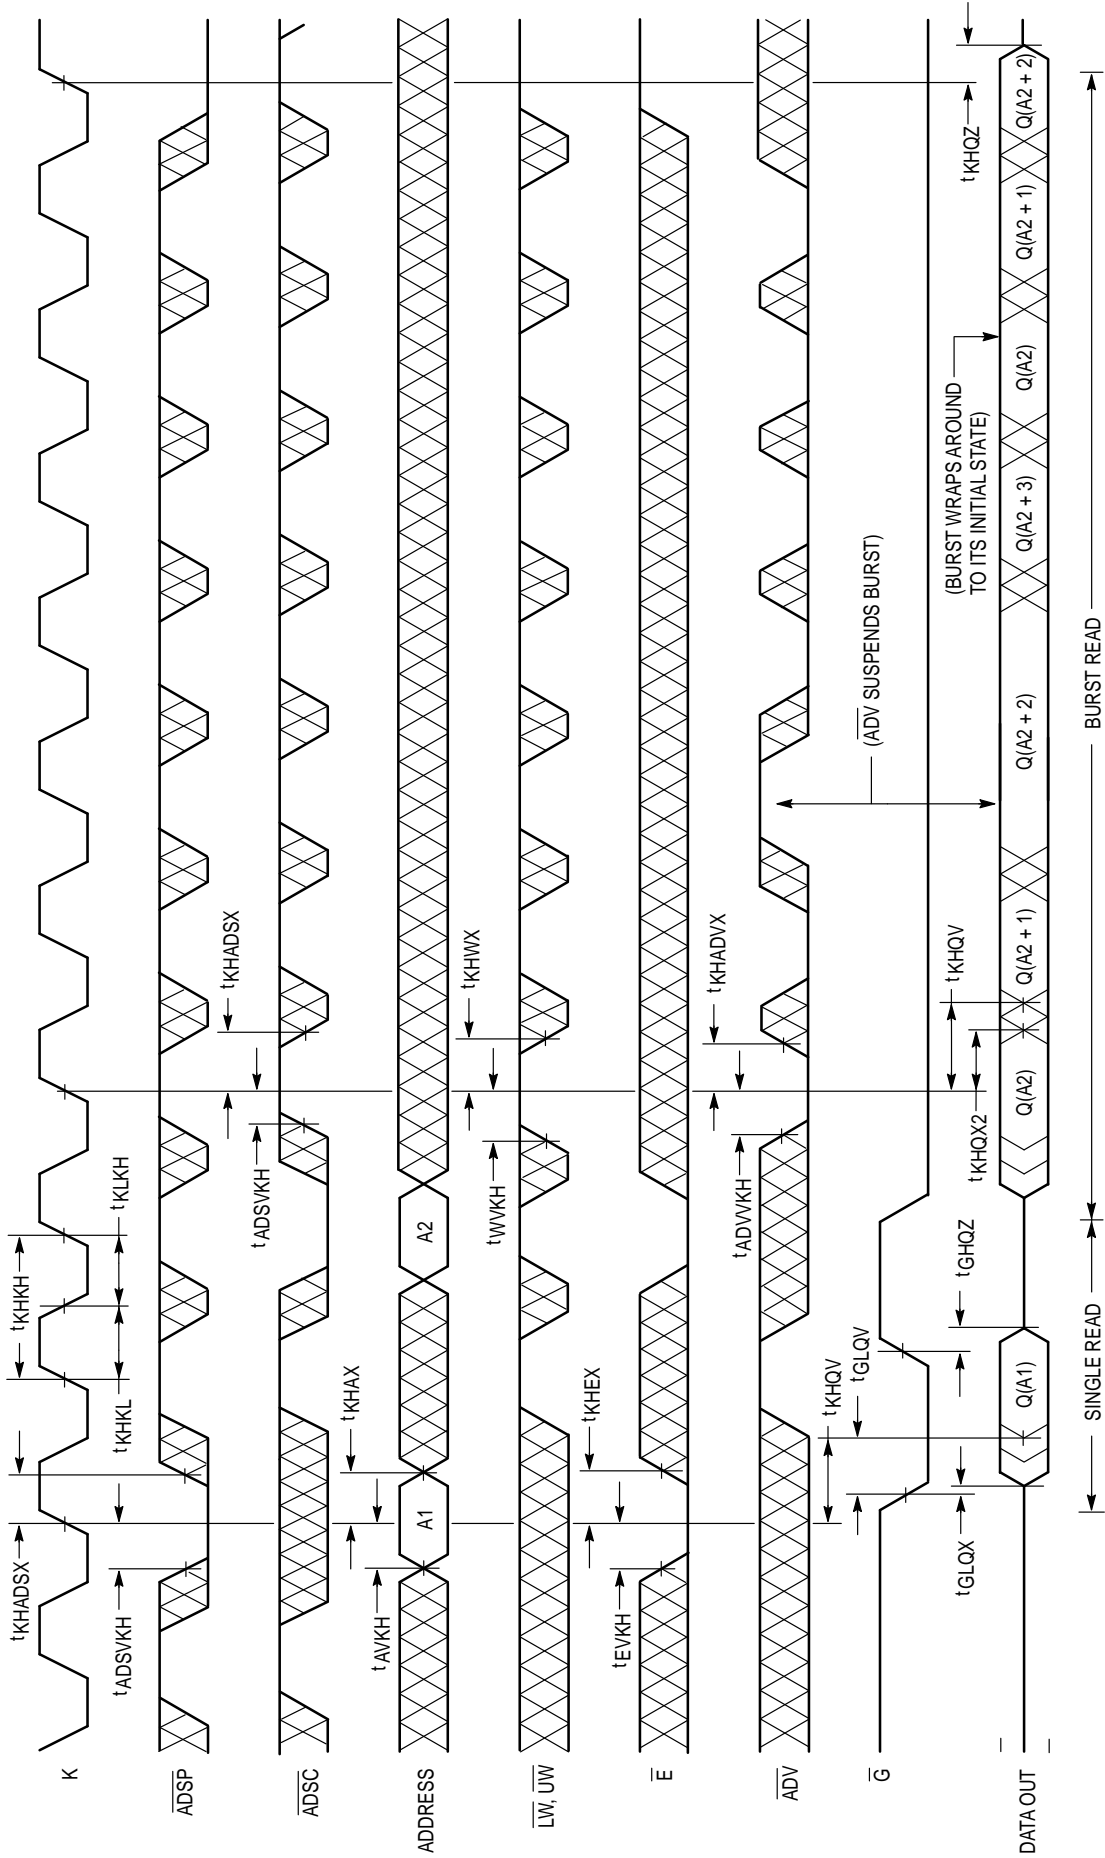 K
ADSP
ADSC
ADDRESS
LW, UW
E
ADV
G
DATA OUT
tKHADSX
tADSVKH
tKHKH
tKHKL
tKLKH
tADSVKH
tKHADSX
tAVKH
tKHAX
A1
A2
tWVKH
tKHWX
tEVKH
tKHEX
tADVVKH
tKHADVX
tKHQV
tGLQV
tGLQX
tGHQZ
(ADV SUSPENDS BURST)
tKHQX2
tKHQV
(BURST WRAPS AROUND
TO ITS INITIAL STATE)
tKHQZ
Q(A1)
Q(A2)
Q(A2 + 1)
Q(A2 + 2)
Q(A2 + 3)
Q(A2)
Q(A2 + 1)
Q(A2 + 2)
SINGLE READ
BURST READ